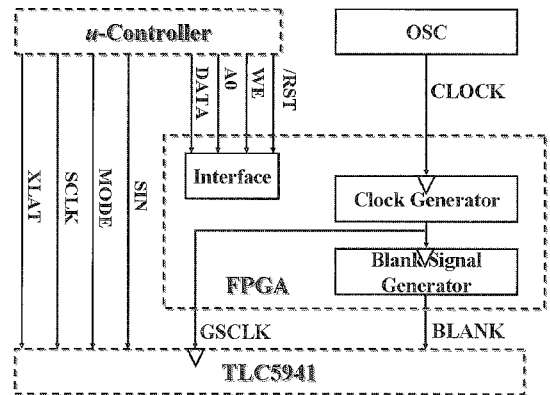 u-Controller
OSC
DATA
A0
WE
/RST
CLOCK
XLAT
SCLK
MODE
SIN
Interface
Clock Generator
Blank Signal
Generator
FPGA
GSCLK
BLANK
TLC5941